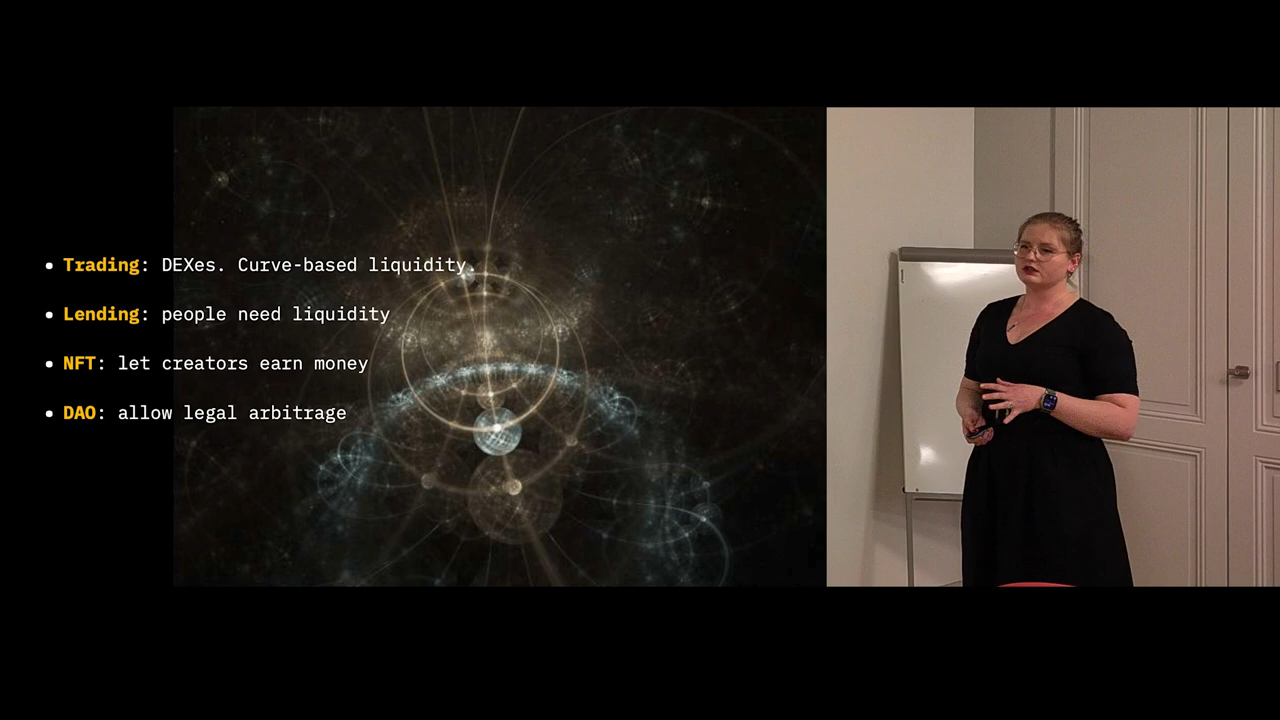 • Trading: DEXes. Curve-based liquidity.
• Lending: people need liquidity
• NFT: let creators earn money
• DAO: allow legal arbitrage